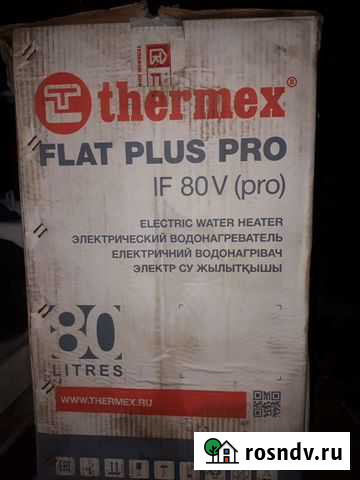 thermex®
FLAT PLUS PRO
IF 80V (pro)
ELECTRIC WATER HEATER
ЭЛЕКТРИЧЕСКИЙ ВОДОНАГРЕВАТЕЛЬ
ЕЛЕКТРИЧНИЙ ВОДОНАГРІВАЧ
ЭЛЕКТР СУ ЖЫЛЫТҚЫШЫ
80
LITRES
WWW.THERMEX.RU
rosndv.ru